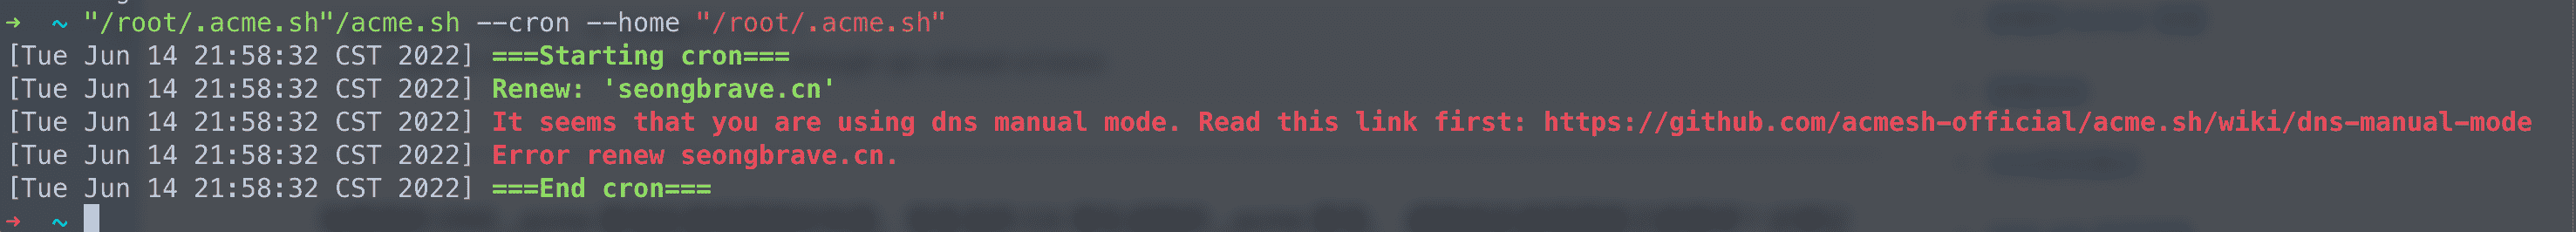 ➜  ~ "/root/.acme.sh"/acme.sh --cron --home "/root/.acme.sh"
[Tue Jun 14 21:58:32 CST 2022] ===Starting cron===
[Tue Jun 14 21:58:32 CST 2022] Renew: 'seongbrave.cn'
[Tue Jun 14 21:58:32 CST 2022] It seems that you are using dns manual mode. Read this link first: https://github.com/acmesh-official/acme.sh/wiki/dns-manual-mode
[Tue Jun 14 21:58:32 CST 2022] Error renew seongbrave.cn.
[Tue Jun 14 21:58:32 CST 2022] ===End cron===
➜  ~